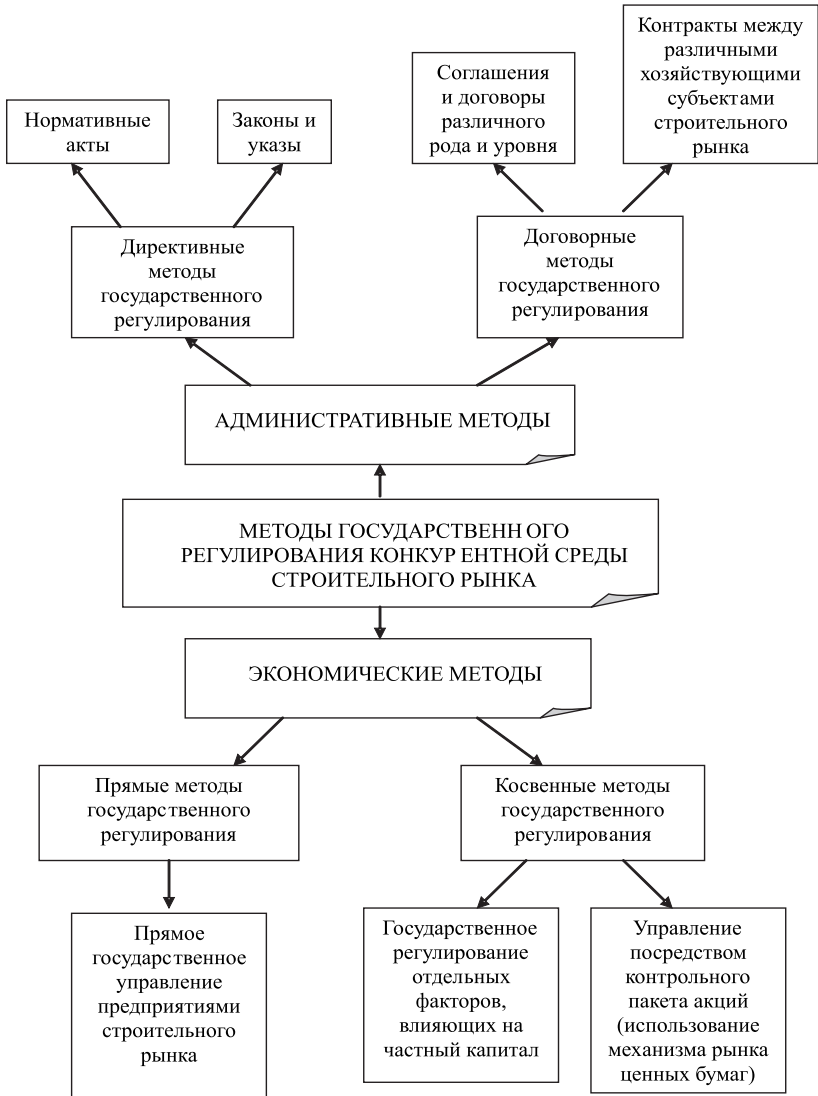 Контракты между
различными
хозяйствующими
субъектами
строительного
рынка
Соглашения
и договоры
различного
рода и уровня
Нормативные
акты
Законы и
указы
Директивные
методы
государственного
регулирования
Договорные
методы
государственного
регулирования
АДМИНИСТРАТИВНЫЕ МЕТОДЫ
МЕТОДЫ ГОСУДАРСТВЕНН ОГО
РЕГУЛИРОВАНИЯ КОНКУР ЕНТНОЙ СРЕДЫ
СТРОИТЕЛЬНОГО РЫНКА
ЭКОНОМИЧЕСКИЕ МЕТОДЫ
Прямые методы
государственного
регулирования
Косвенные методы
государственного
регулирования
Прямое
государственное
управление
предприятиями
строительного
рынка
Государственное
регулирование
отдельных
факторов,
влияющих на
частный капитал
Управление
посредством
контрольного
пакета акций
(использование
механизма рынка
ценных бумаг)